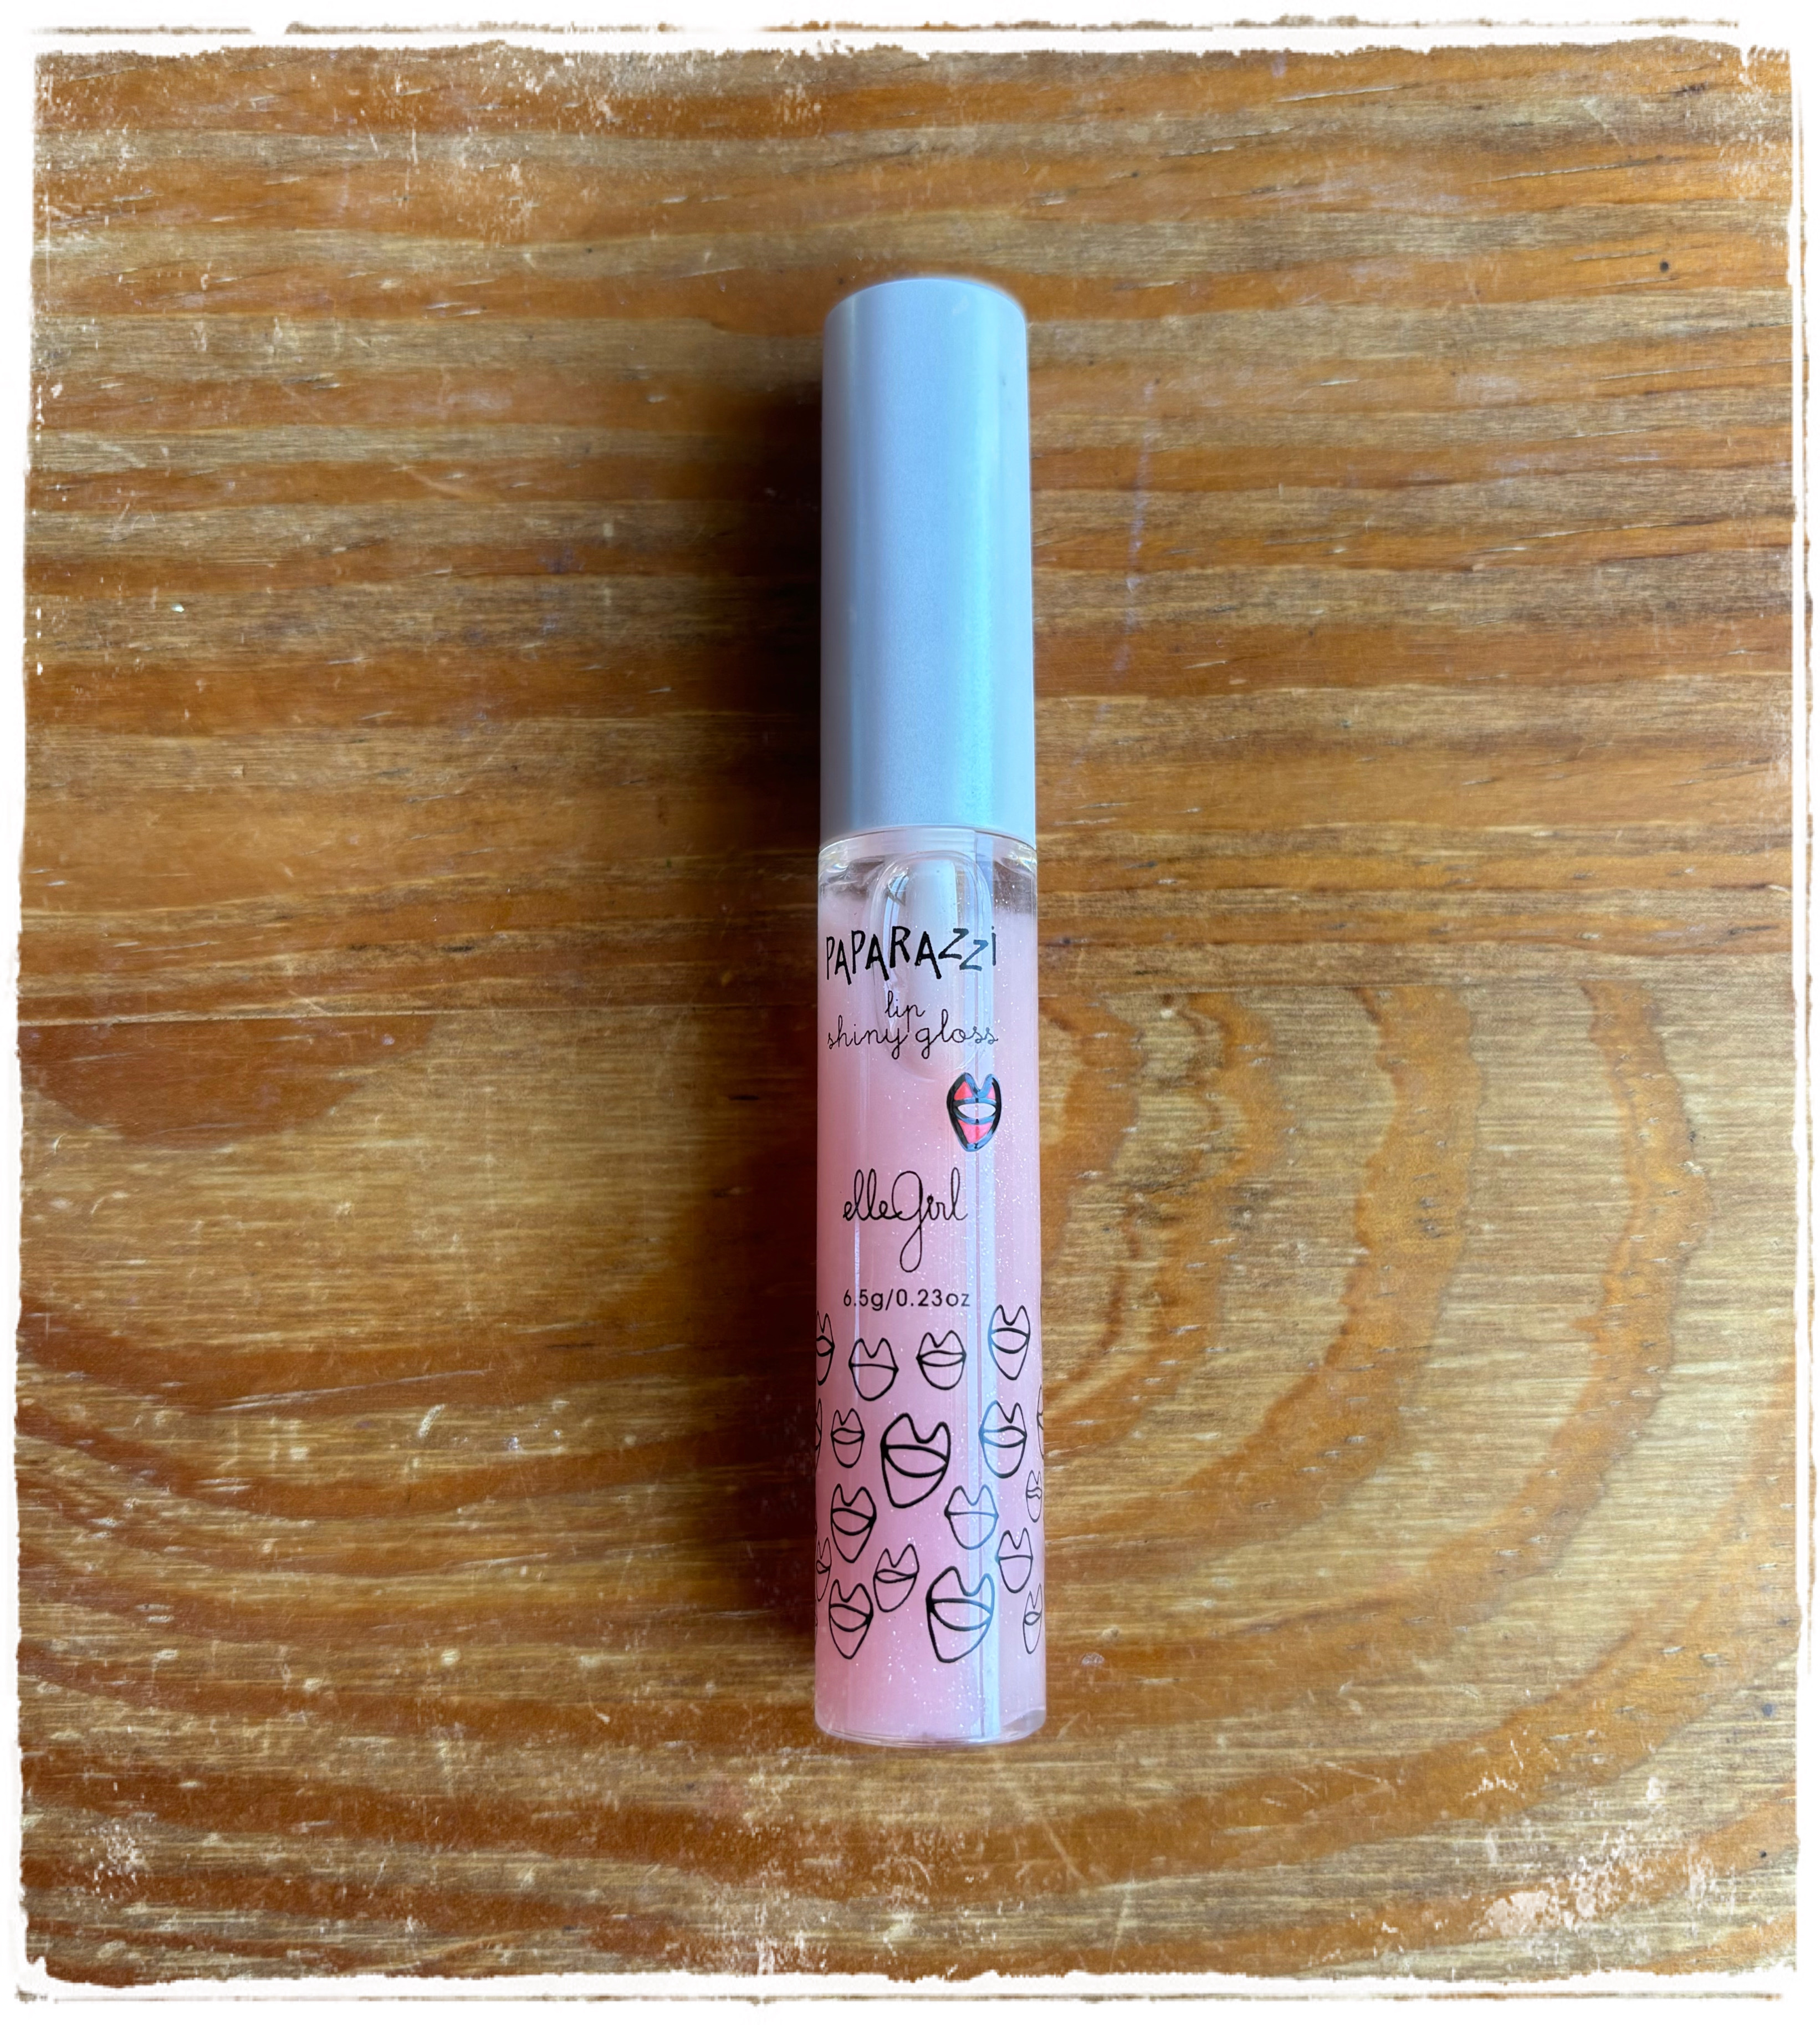 PAPARAZZi
lip
shiny gloss
elleGirl
6.5g/0.23oz